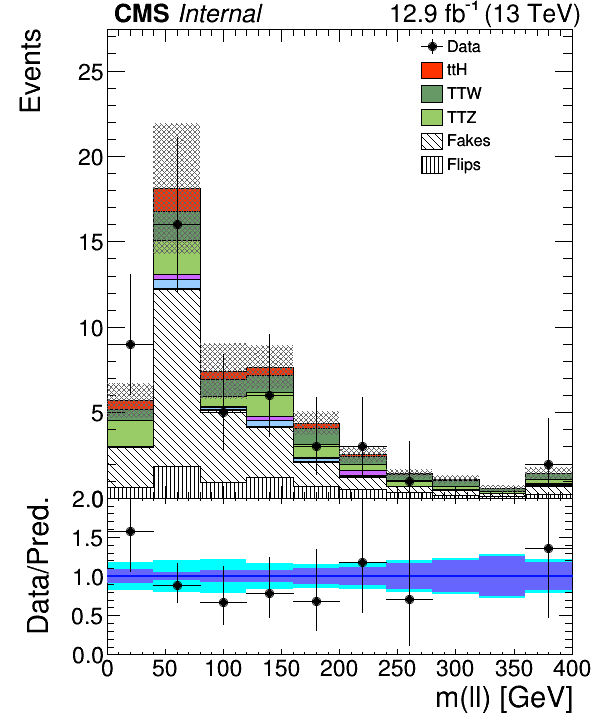 CMS Internal 12.9 fb⁻¹ (13 TeV)
Events
25
20
15
10
5
Data
ttH
TTW
TTZ
Fakes
Flips
Data/Pred.
2.0
1.5
1.0
0.5
0.0
0 50 100 150 200 250 300 350 400
m(ll) [GeV]